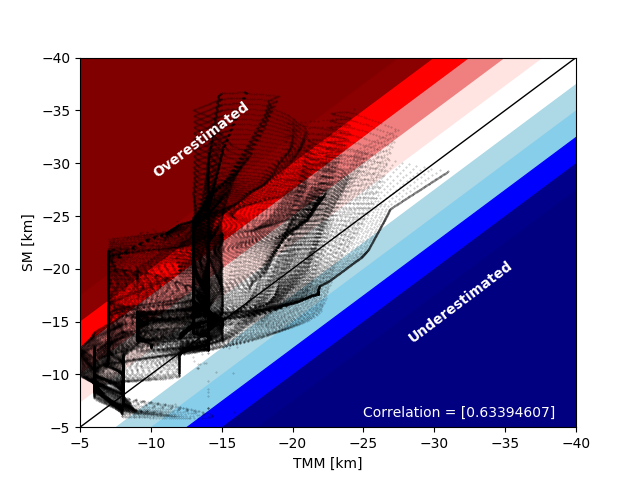 −40
−35
−30
−25
−20
−15
−10
−5
SM [km]
Overestimated
Underestimated
Correlation = [0.63394607]
−5 −10 −15 −20 −25 −30 −35 −40
TMM [km]